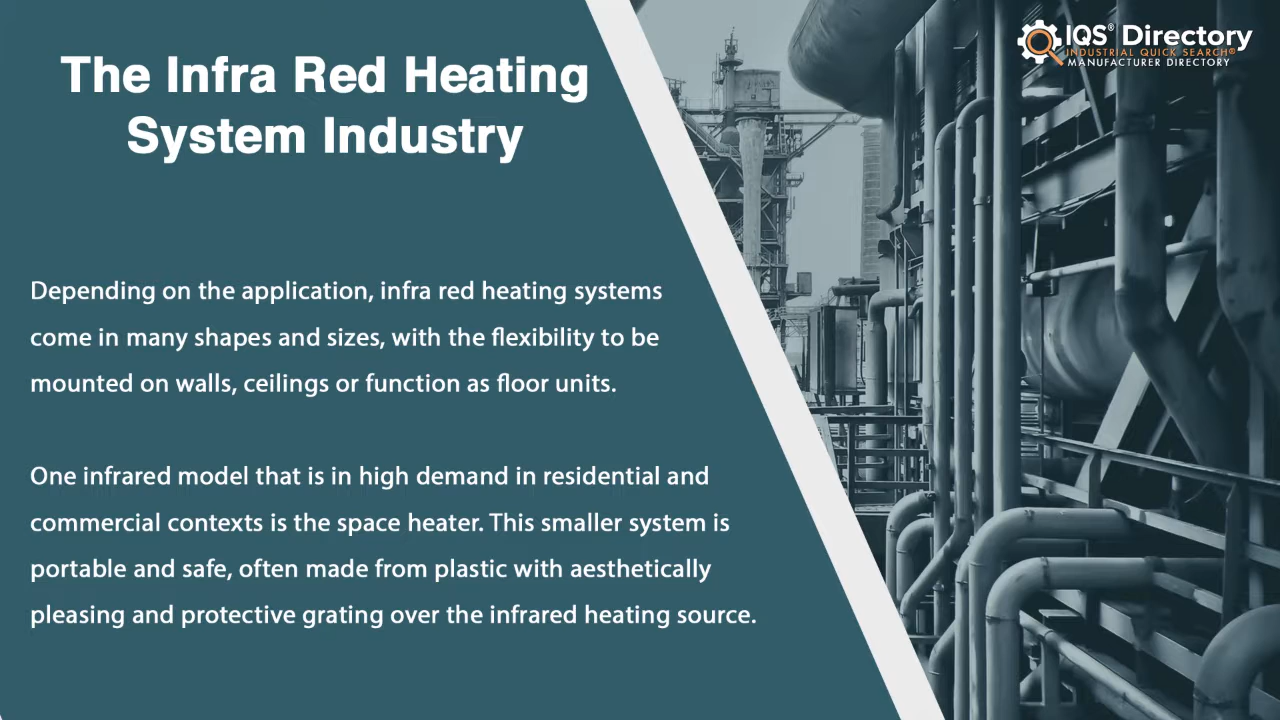 The Infra Red Heating
System Industry
IQS® Directory
INDUSTRIAL QUICK SEARCH®
MANUFACTURER DIRECTORY
Depending on the application, infra red heating systems
come in many shapes and sizes, with the flexibility to be
mounted on walls, ceilings or function as floor units.
One infrared model that is in high demand in residential and
commercial contexts is the space heater. This smaller system is
portable and safe, often made from plastic with aesthetically
pleasing and protective grating over the infrared heating source.